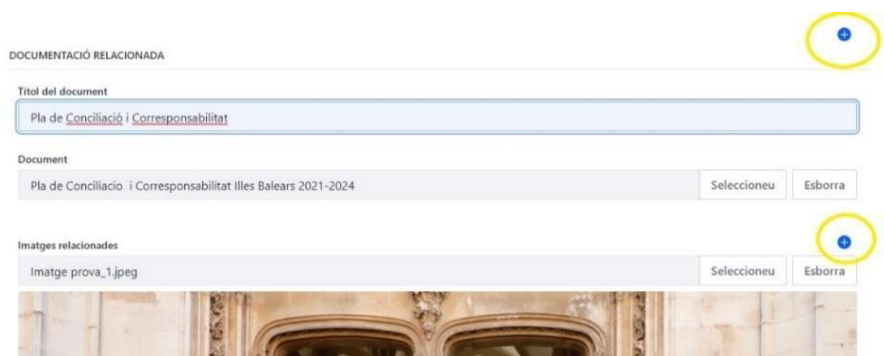 DOCUMENTACIÓ RELACIONADA
Títol del document
Pla de Conciliació i Corresponsabilitat
Document
Pla de Conciliacio i Corresponsabilitat Illes Balears 2021-2024 Seleccioneu Esborra
Imatges relacionades
Imatge prova_1.jpeg Seleccioneu Esborra